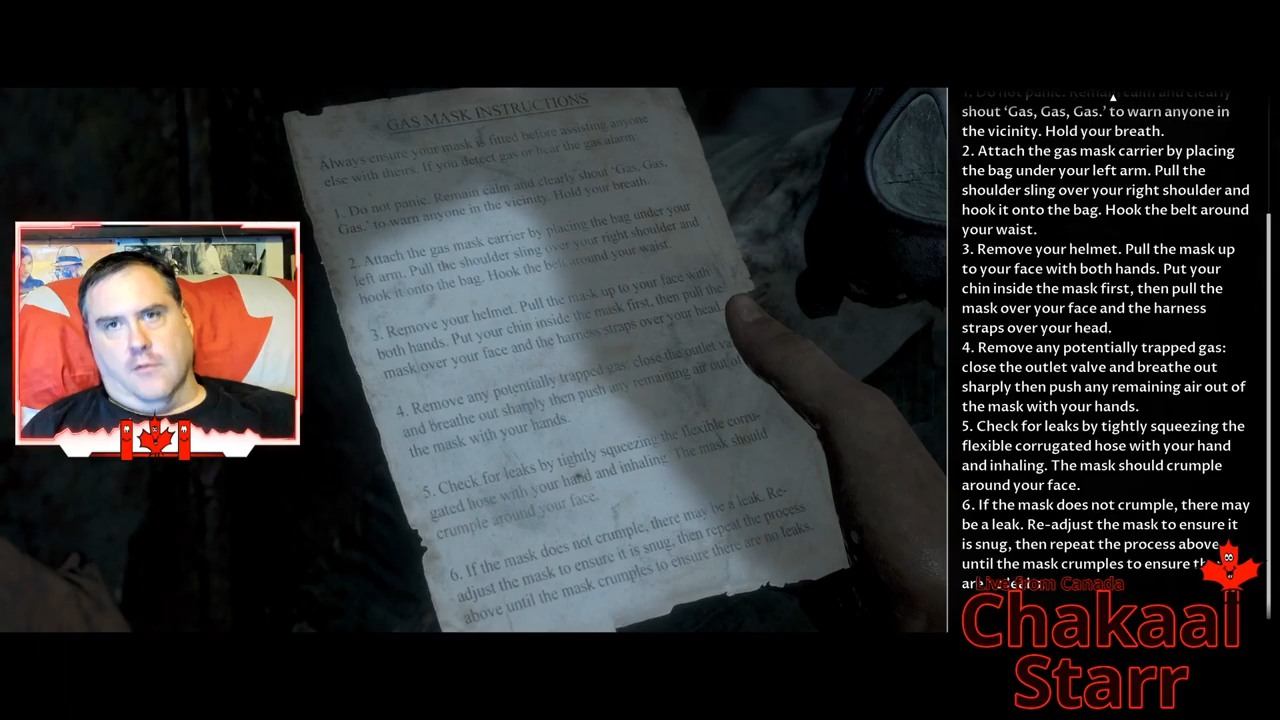 GAS MASK INSTRUCTIONS
Always ensure your mask is fitted before assisting anyone
else with theirs. If you detect gas or hear the gas alarm
1. Do not panic. Remain calm and clearly shout ‘Gas, Gas,
Gas.’ to warn anyone in the vicinity. Hold your breath.
2. Attach the gas mask carrier by placing the bag under your
left arm. Pull the shoulder sling over your right shoulder and
hook it onto the bag. Hook the belt around your waist.
3. Remove your helmet. Pull the mask up to your face with
both hands. Put your chin inside the mask first, then pull the
mask over your face and the harness straps over your head.
4. Remove any potentially trapped gas: close the outlet
and breathe out sharply then push any remaining air out of
the mask with your hands.
5. Check for leaks by tightly squeezing the flexible corru-
gated hose with your hand and inhaling. The mask should
crumple around your face.
6. If the mask does not crumple, there may be a leak. Re-
adjust the mask to ensure it is snug, then repeat the process
above until the mask crumples to ensure there are no leaks.
1. Do not panic. Remain calm and clearly
shout ‘Gas, Gas, Gas.’ to warn anyone in
the vicinity. Hold your breath.
2. Attach the gas mask carrier by placing
the bag under your left arm. Pull the
shoulder sling over your right shoulder and
hook it onto the bag. Hook the belt around
your waist.
3. Remove your helmet. Pull the mask up
to your face with both hands. Put your
chin inside the mask first, then pull the
mask over your face and the harness
straps over your head.
4. Remove any potentially trapped gas:
close the outlet valve and breathe out
sharply then push any remaining air out of
the mask with your hands.
5. Check for leaks by tightly squeezing the
flexible corrugated hose with your hand
and inhaling. The mask should crumple
around your face.
6. If the mask does not crumple, there may
be a leak. Re-adjust the mask to ensure it
is snug, then repeat the process above
until the mask crumples to ensure
Live from Canada
Chakaal
Starr